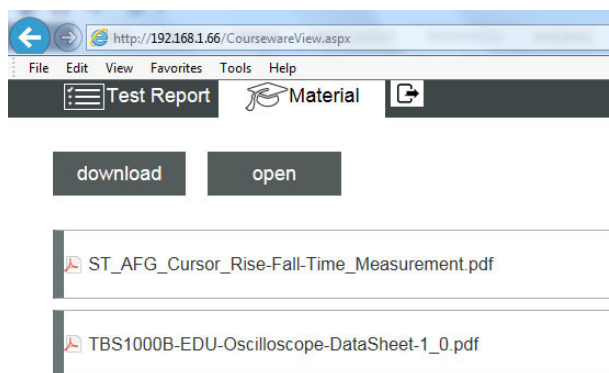 http://192.168.1.66/CoursewareView.aspx
File Edit View Favorites Tools Help
Test Report Material
download open
ST_AFG_Cursor_Rise-Fall-Time_Measurement.pdf
TBS1000B-EDU-Oscilloscope-DataSheet-1_0.pdf